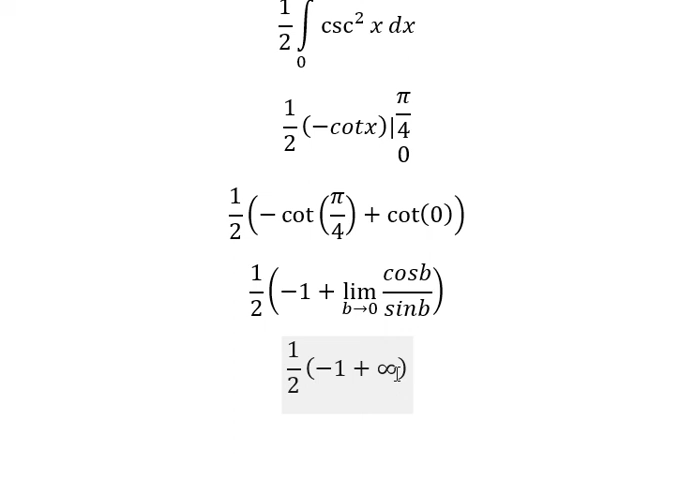 1/2 ∫₀ csc² x dx
1/2 (−cotx)|π/4 0
1/2 (− cot (π/4) + cot(0))
1/2 (−1 + lim b→0 cosb/sinb)
1/2 (−1 + ∞)